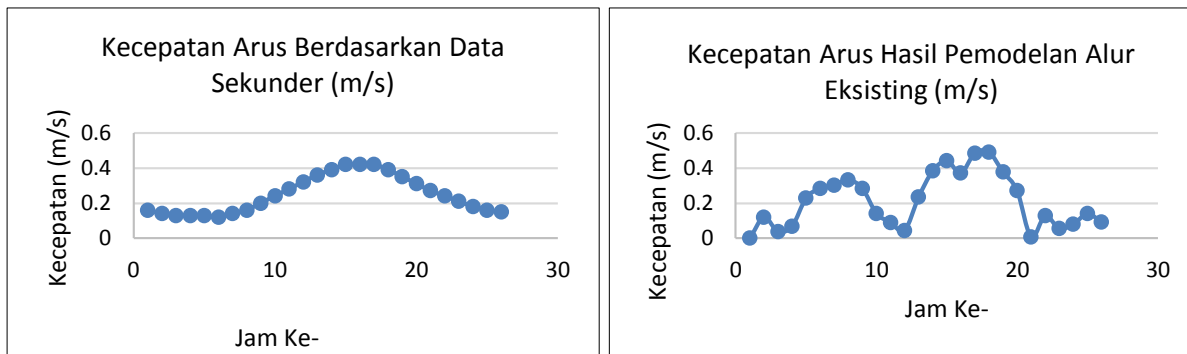 Kecepatan Arus Berdasarkan Data
Sekunder (m/s)
Kecepatan (m/s)
0.6
0.4
0.2
0
0 10 20 30
Jam Ke-
Kecepatan Arus Hasil Pemodelan Alur
Eksisting (m/s)
Kecepatan (m/s)
0.6
0.4
0.2
0
0 10 20 30
Jam Ke-